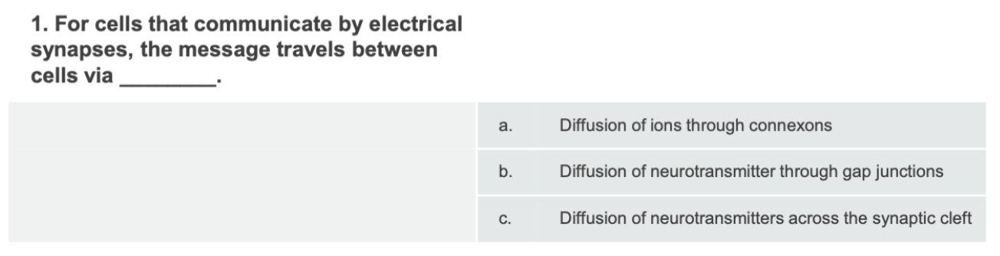 1. For cells that communicate by electrical
synapses, the message travels between
cells via ________.
a. Diffusion of ions through connexons
b. Diffusion of neurotransmitter through gap junctions
c. Diffusion of neurotransmitters across the synaptic cleft